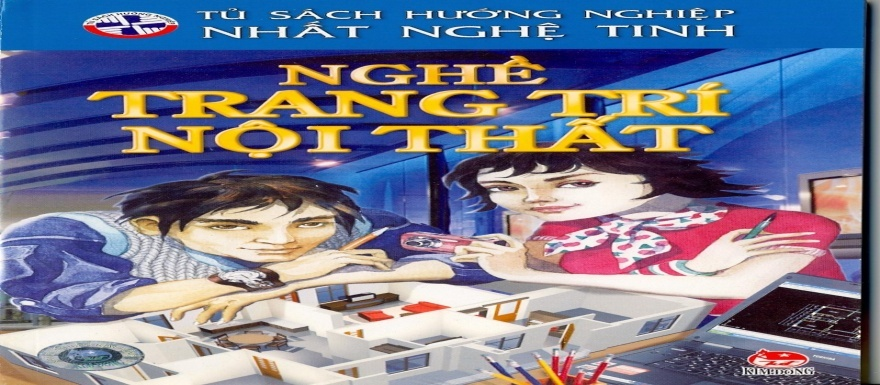 TỦ SÁCH HƯỚNG NGHIỆP
NHẤT NGHỆ TINH
NGHỀ
TRANG TRÍ
NỘI THẤT
KIM ĐỒNG